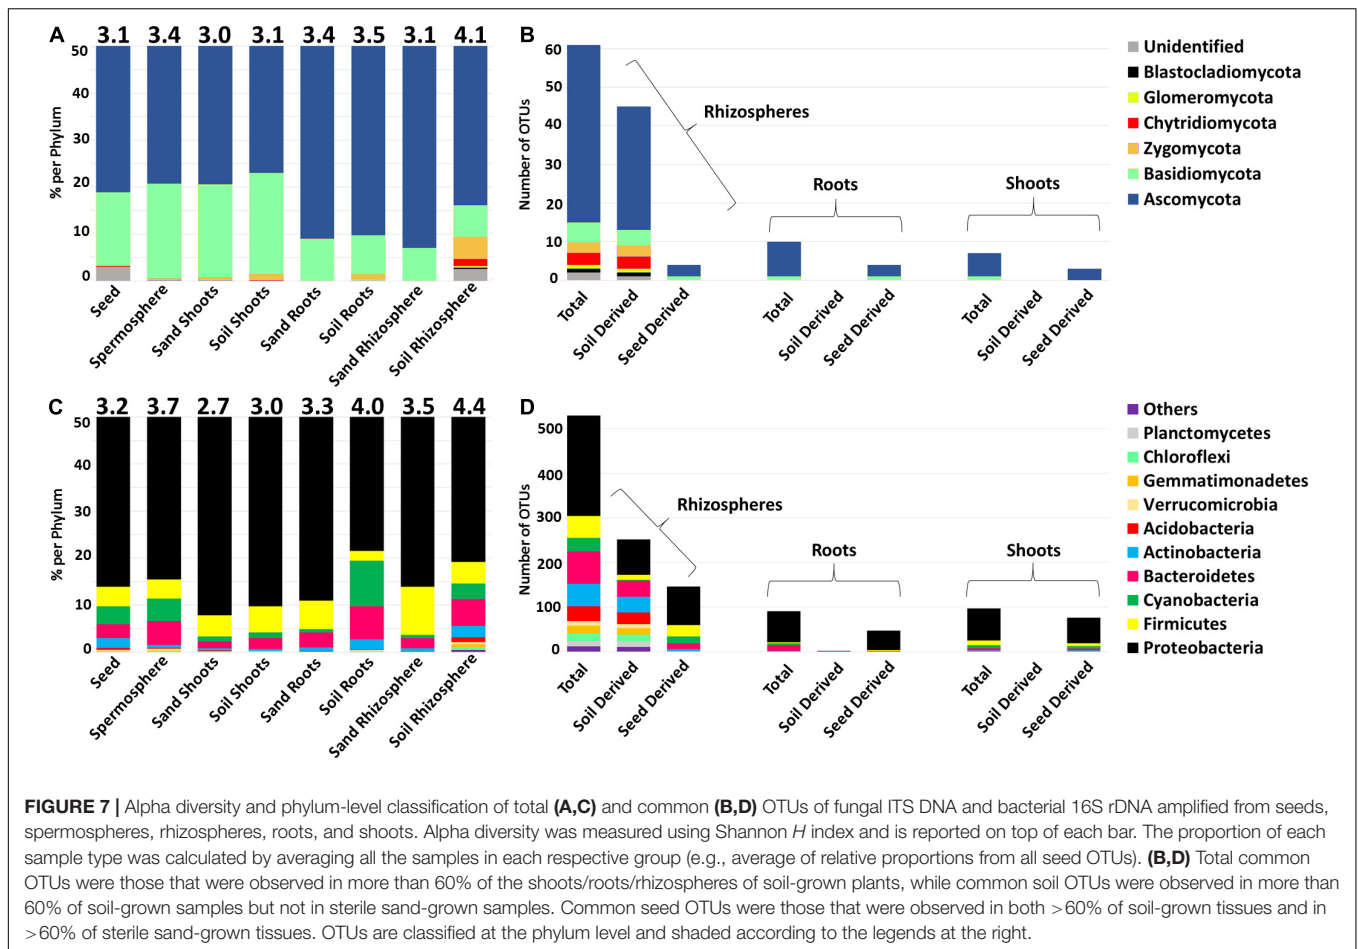 A
3.1 3.4 3.0 3.1 3.4 3.5 3.1 4.1
% per Phylum
50
40
30
20
10
0
Seed
Spermosphere
Sand Shoots
Soil Shoots
Sand Roots
Soil Roots
Sand Rhizosphere
Soil Rhizosphere
B
Number of OTUs
60
50
40
30
20
10
0
Rhizospheres
Roots
Shoots
Total
Soil Derived
Seed Derived
Total
Soil Derived
Seed Derived
Total
Soil Derived
Seed Derived
Unidentified
Blastocladiomycota
Glomeromycota
Chytridiomycota
Zygomycota
Basidiomycota
Ascomycota
C
3.2 3.7 2.7 3.0 3.3 4.0 3.5 4.4
% per Phylum
50
40
30
20
10
0
Seed
Spermosphere
Sand Shoots
Soil Shoots
Sand Roots
Soil Roots
Sand Rhizosphere
Soil Rhizosphere
D
Number of OTUs
500
400
300
200
100
0
Rhizospheres
Roots
Shoots
Total
Soil Derived
Seed Derived
Total
Soil Derived
Seed Derived
Total
Soil Derived
Seed Derived
Others
Planctomycetes
Chloroflexi
Gemmatimonadetes
Verrucomicrobia
Acidobacteria
Actinobacteria
Bacteroidetes
Cyanobacteria
Firmicutes
Proteobacteria
FIGURE 7 | Alpha diversity and phylum-level classification of total (A,C) and common (B,D) OTUs of fungal ITS DNA and bacterial 16S rDNA amplified from seeds,
spermospheres, rhizospheres, roots, and shoots. Alpha diversity was measured using Shannon H index and is reported on top of each bar. The proportion of each
sample type was calculated by averaging all the samples in each respective group (e.g., average of relative proportions from all seed OTUs). (B,D) Total common
OTUs were those that were observed in more than 60% of the shoots/roots/rhizospheres of soil-grown plants, while common soil OTUs were observed in more than
60% of soil-grown samples but not in sterile sand-grown samples. Common seed OTUs were those that were observed in both >60% of soil-grown tissues and in
>60% of sterile sand-grown tissues. OTUs are classified at the phylum level and shaded according to the legends at the right.